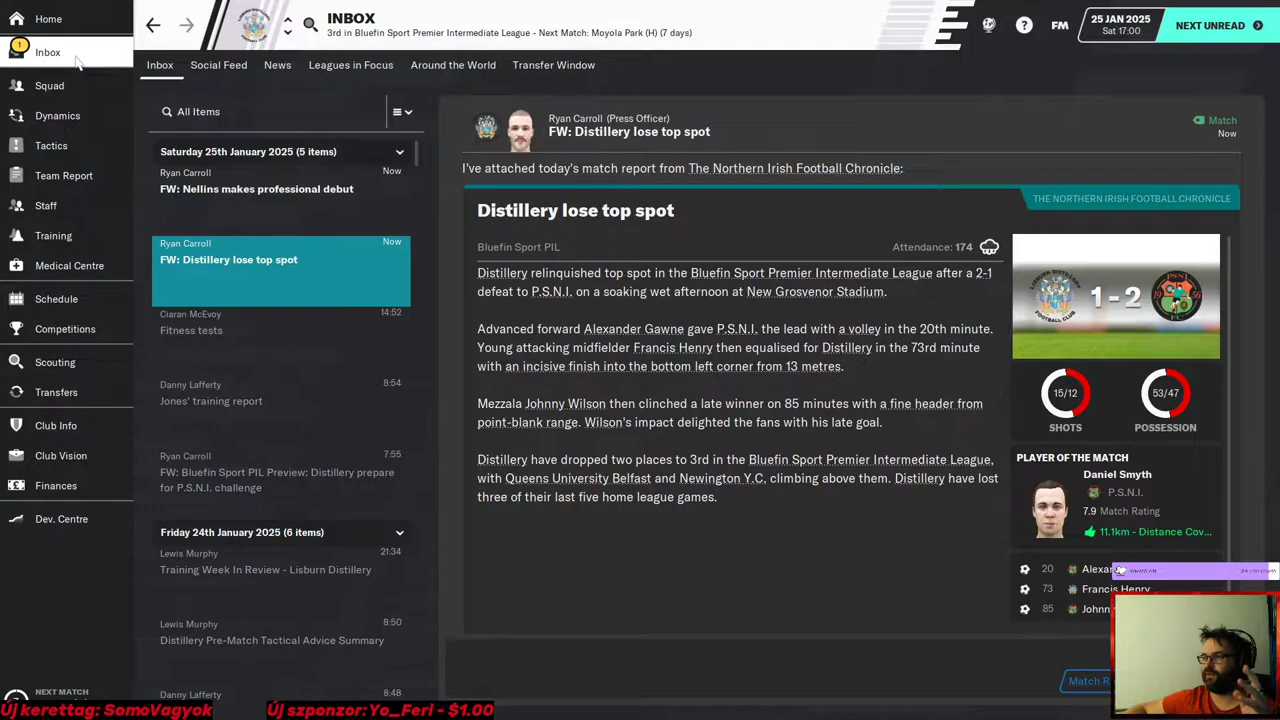 Home
Inbox
1
Squad
Dynamics
Tactics
Team Report
Staff
Training
Medical Centre
Schedule
Competitions
Scouting
Transfers
Club Info
Club Vision
Finances
Dev. Centre
NEXT MATCH
INBOX
3rd in Bluefin Sport Premier Intermediate League - Next Match: Moyola Park (H) (7 days)
FM
25 JAN 2025
Sat 17:00
NEXT UNREAD
Inbox Social Feed News Leagues in Focus Around the World Transfer Window
All Items
Saturday 25th January 2025 (5 items)
Ryan Carroll Now
FW: Nellins makes professional debut
Ryan Carroll Now
FW: Distillery lose top spot
Ciaran McEvoy 14:52
Fitness tests
Danny Lafferty 8:54
Jones' training report
Ryan Carroll 7:55
FW: Bluefin Sport PIL Preview: Distillery prepare
for P.S.N.I. challenge
Friday 24th January 2025 (6 items)
Lewis Murphy 21:34
Training Week In Review - Lisburn Distillery
Lewis Murphy 8:50
Distillery Pre-Match Tactical Advice Summary
Danny Lafferty 8:48
Ryan Carroll (Press Officer)
FW: Distillery lose top spot
Match
Now
I've attached today's match report from The Northern Irish Football Chronicle:
THE NORTHERN IRISH FOOTBALL CHRONICLE
Distillery lose top spot
Bluefin Sport PIL Attendance: 174
Distillery relinquished top spot in the Bluefin Sport Premier Intermediate League after a 2-1
defeat to P.S.N.I. on a soaking wet afternoon at New Grosvenor Stadium.
Advanced forward Alexander Gawne gave P.S.N.I. the lead with a volley in the 20th minute.
Young attacking midfielder Francis Henry then equalised for Distillery in the 73rd minute
with an incisive finish into the bottom left corner from 13 metres.
Mezzala Johnny Wilson then clinched a late winner on 85 minutes with a fine header from
point-blank range. Wilson's impact delighted the fans with his late goal.
Distillery have dropped two places to 3rd in the Bluefin Sport Premier Intermediate League,
with Queens University Belfast and Newington Y.C. climbing above them. Distillery have lost
three of their last five home league games.
1 - 2
15/12
SHOTS
53/47
POSSESSION
PLAYER OF THE MATCH
Daniel Smyth
P.S.N.I.
7.9 Match Rating
11.1km - Distance Cov...
20 Alexan
73 Francis Henry
85 Johnn
Match R
Új kerettag: SomoVagyok
Új szponzor: Yo_Feri - $1.00